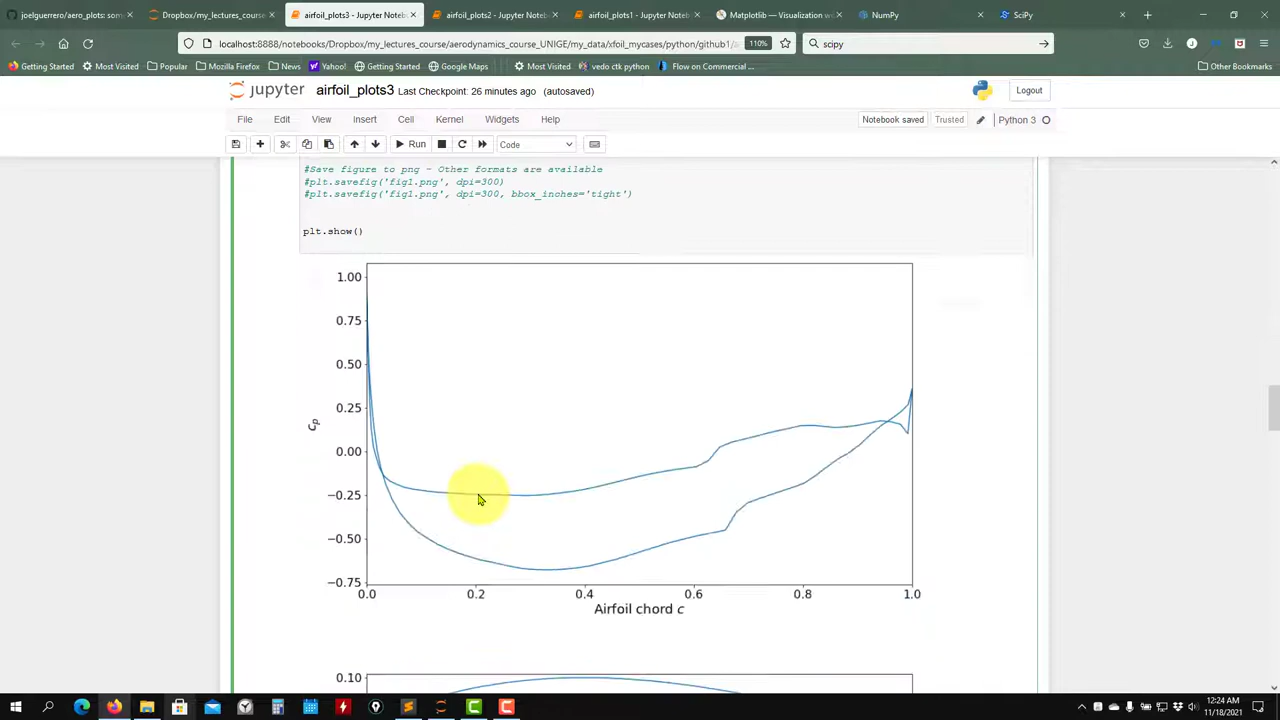 joelguerrero/aero_plots: som
Dropbox/my_lectures_course/
airfoil_plots3 - Jupyter Noteb
airfoil_plots2 - Jupyter Noteb
airfoil_plots1 - Jupyter Noteb
Matplotlib — Visualization w
NumPy
SciPy
localhost:8888/notebooks/Dropbox/my_lectures_course/aerodynamics_course_UNIGE/my_data/xfoil_mycases/python/github1/
110%
scipy
Getting Started
Most Visited
Popular
Mozilla Firefox
News
Yahoo!
Getting Started
Google Maps
Most Visited
vedo ctk python
Flow on Commercial ...
Other Bookmarks
jupyter airfoil_plots3 Last Checkpoint: 26 minutes ago (autosaved)
Logout
File Edit View Insert Cell Kernel Widgets Help
Notebook saved
Trusted
Python 3
Run
Code
#Save figure to png - Other formats are available
#plt.savefig('fig1.png', dpi=300)
#plt.savefig('fig1.png', dpi=300, bbox_inches='tight')
plt.show()
1.00
0.75
0.50
0.25
0.00
−0.25
−0.50
−0.75
cp
0.0 0.2 0.4 0.6 0.8 1.0
Airfoil chord c
0.10
12:24 AM
11/18/2021